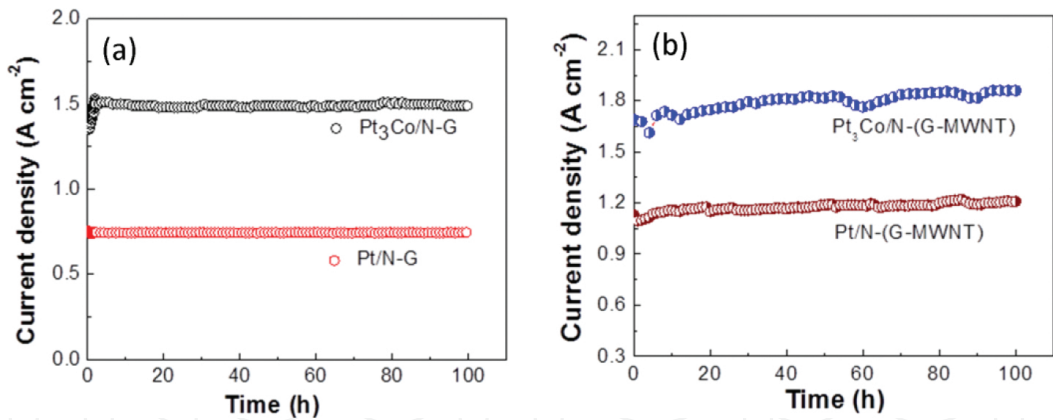 (a)
2.0
1.5
1.0
0.5
0.0
Current density (A cm⁻²)
Pt₃Co/N-G
Pt/N-G
0 20 40 60 80 100
Time (h)
(b)
2.1
1.8
1.5
1.2
0.9
0.6
0.3
Current density (A cm⁻²)
Pt₃Co/N-(G-MWNT)
Pt/N-(G-MWNT)
0 20 40 60 80 100
Time (h)